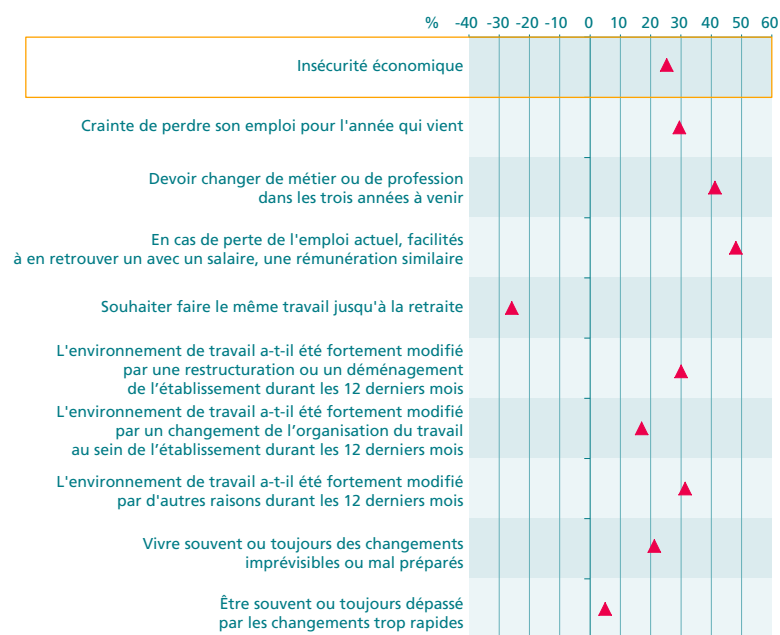 % -40 -30 -20 -10 0 10 20 30 40 50 60
Insécurité économique
Crainte de perdre son emploi pour l'année qui vient
Devoir changer de métier ou de profession
dans les trois années à venir
En cas de perte de l'emploi actuel, facilités
à en retrouver un avec un salaire, une rémunération similaire
Souhaiter faire le même travail jusqu'à la retraite
L'environnement de travail a-t-il été fortement modifié
par une restructuration ou un déménagement
de l’établissement durant les 12 derniers mois
L'environnement de travail a-t-il été fortement modifié
par un changement de l’organisation du travail
au sein de l’établissement durant les 12 derniers mois
L'environnement de travail a-t-il été fortement modifié
par d'autres raisons durant les 12 derniers mois
Vivre souvent ou toujours des changements
imprévisibles ou mal préparés
Être souvent ou toujours dépassé
par les changements trop rapides